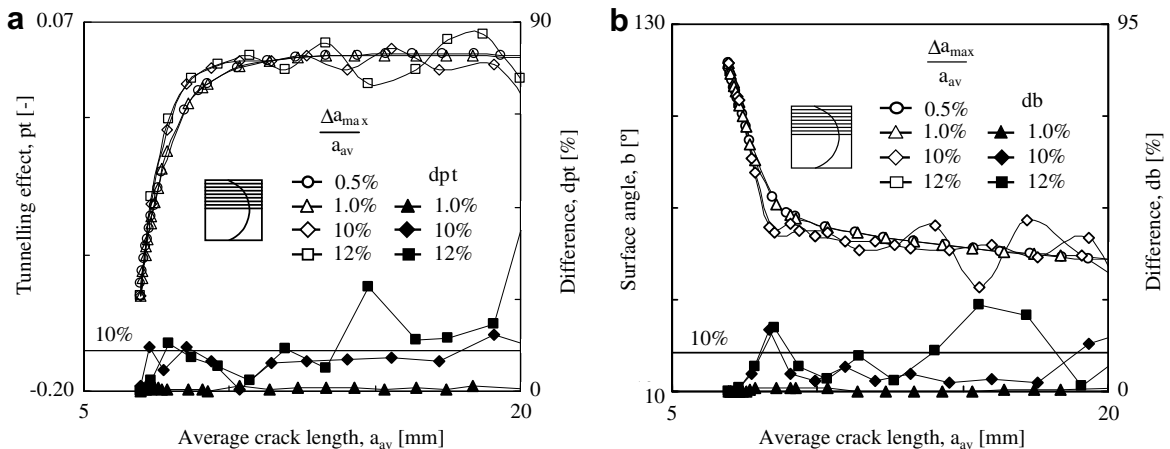 a
0.07
90
Tunnelling effect, pt [-]
Δa_max
a_av
dpt
0.5%
1.0%
1.0%
10%
10%
12%
12%
10%
Difference, dpt [%]
-0.20
0
5
20
Average crack length, a_av [mm]
b
130
95
Surface angle, b [º]
Δa_max
a_av
db
0.5%
1.0%
1.0%
10%
10%
12%
12%
10%
Difference, db [%]
10
0
5
20
Average crack length, a_av [mm]